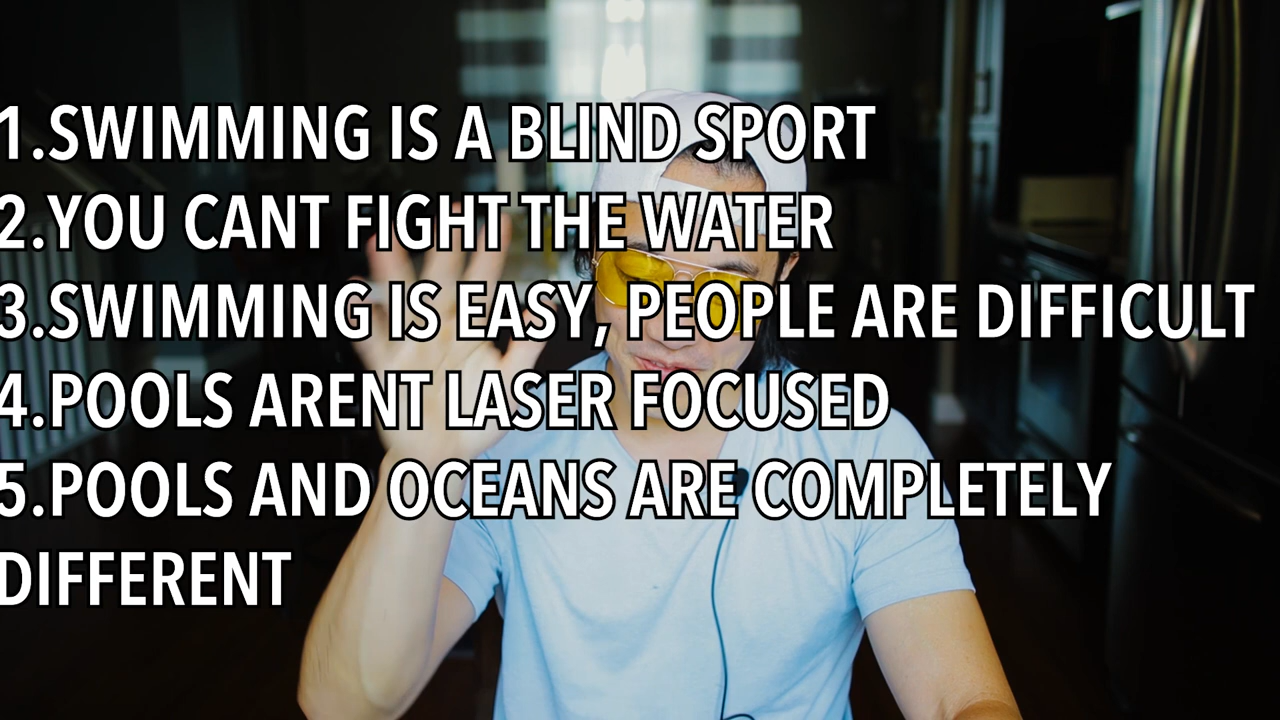 1.SWIMMING IS A BLIND SPORT
2.YOU CANT FIGHT THE WATER
3.SWIMMING IS EASY, PEOPLE ARE DIFFICULT
4.POOLS ARENT LASER FOCUSED
5.POOLS AND OCEANS ARE COMPLETELY
DIFFERENT